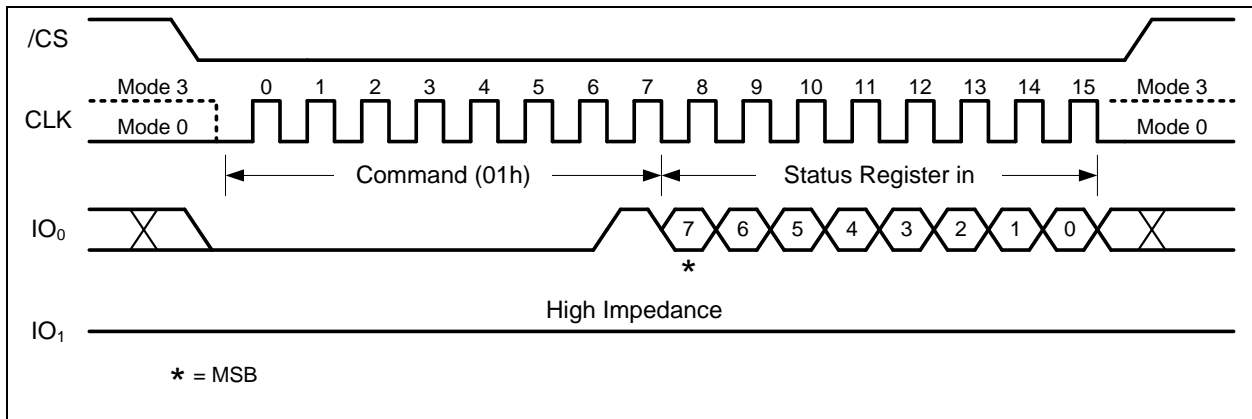 /CS
Mode 3 0 1 2 3 4 5 6 7 8 9 10 11 12 13 14 15 Mode 3
CLK
Mode 0 Mode 0
Command (01h) Status Register in
IO₀ 7 6 5 4 3 2 1 0
*
High Impedance
IO₁
* = MSB